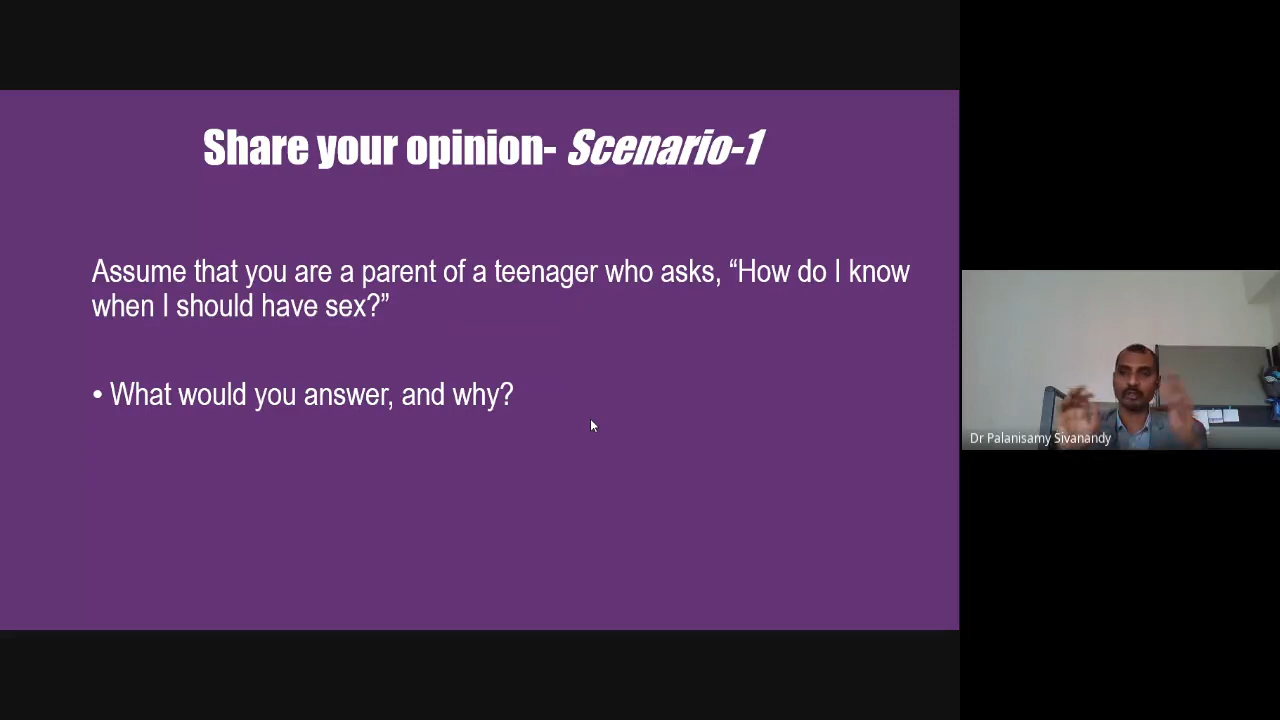 Share your opinion- Scenario-1
Assume that you are a parent of a teenager who asks, “How do I know
when I should have sex?”
• What would you answer, and why?
Dr Palanisamy Sivanandy